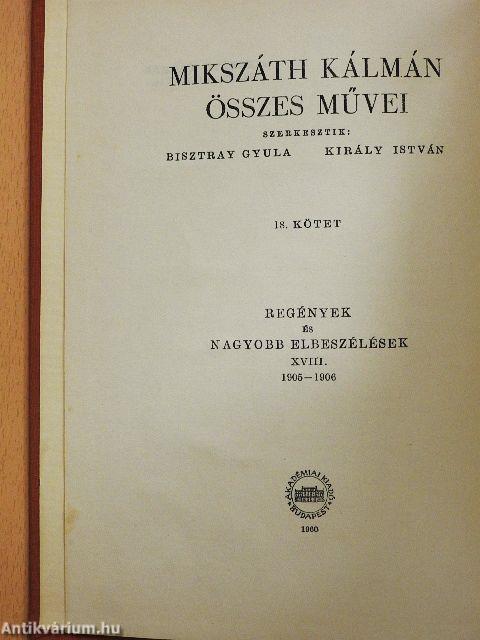 MIKSZÁTH KÁLMÁN
ÖSSZES MŰVEI
SZERKESZTIK:
BISZTRAY GYULA KIRÁLY ISTVÁN
18. KÖTET
REGÉNYEK
ÉS
NAGYOBB ELBESZÉLÉSEK
XVIII.
1905–1906
AKADÉMIAI KIADÓ
BUDAPEST
1960
Antikvárium.hu